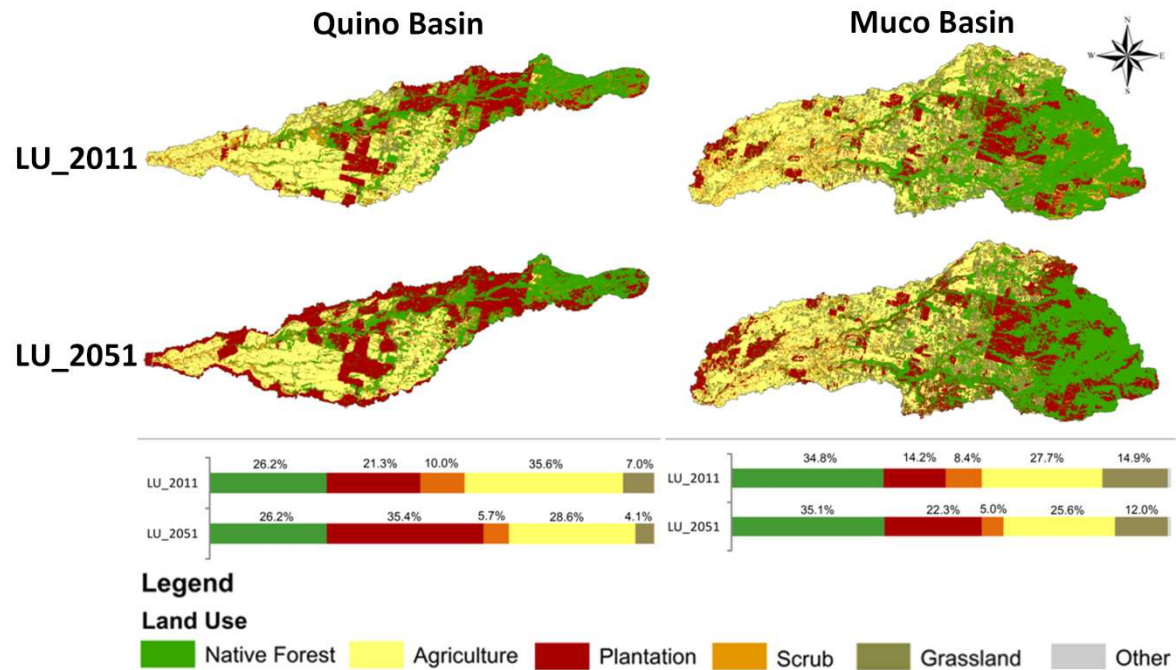 Quino Basin
Muco Basin
N
W E
S
LU_2011
LU_2051
26.2% 21.3% 10.0% 35.6% 7.0%
LU_2011
26.2% 35.4% 5.7% 28.6% 4.1%
LU_2051
34.8% 14.2% 8.4% 27.7% 14.9%
LU_2011
35.1% 22.3% 5.0% 25.6% 12.0%
LU_2051
Legend
Land Use
Native Forest Agriculture Plantation Scrub Grassland Other